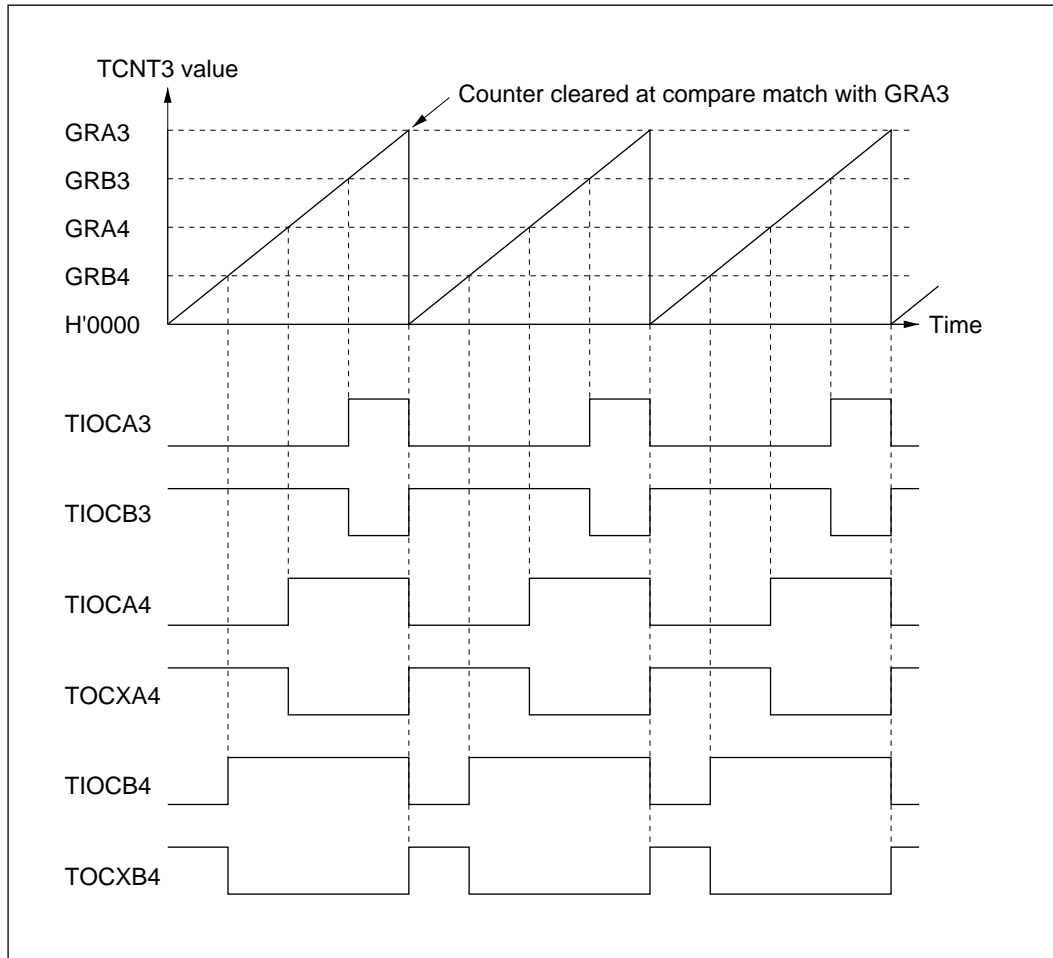 TCNT3 value
Counter cleared at compare match with GRA3
GRA3
GRB3
GRA4
GRB4
H'0000
Time
TIOCA3
TIOCB3
TIOCA4
TOCXA4
TIOCB4
TOCXB4